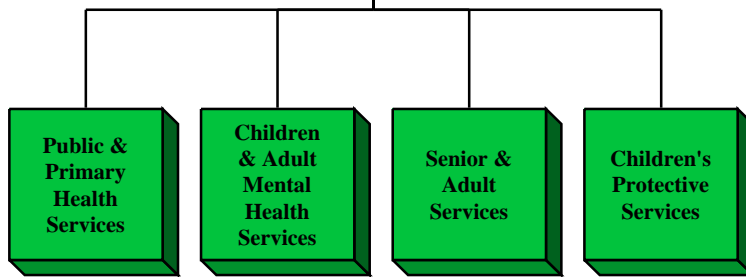 Public &
Primary
Health
Services
Children
& Adult
Mental
Health
Services
Senior &
Adult
Services
Children's
Protective
Services